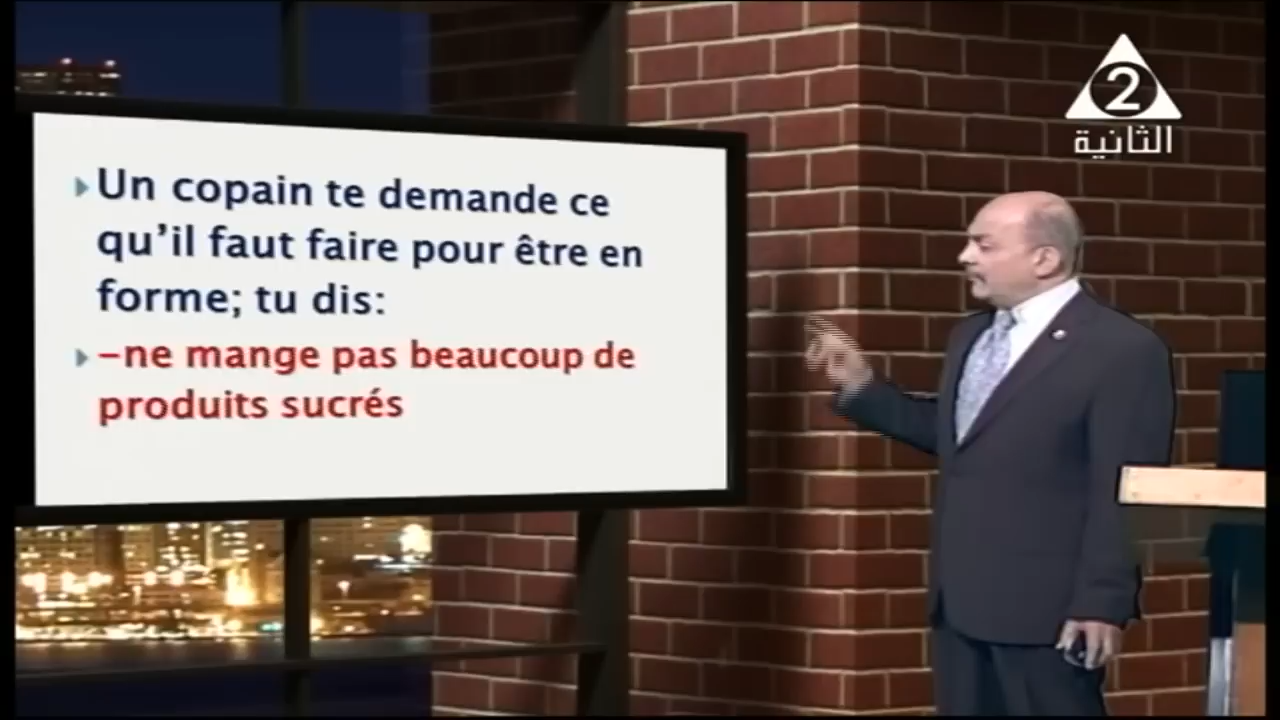 Un copain te demande ce
qu'il faut faire pour être en
forme; tu dis:
–ne mange pas beaucoup de
produits sucrés
2
الثانية